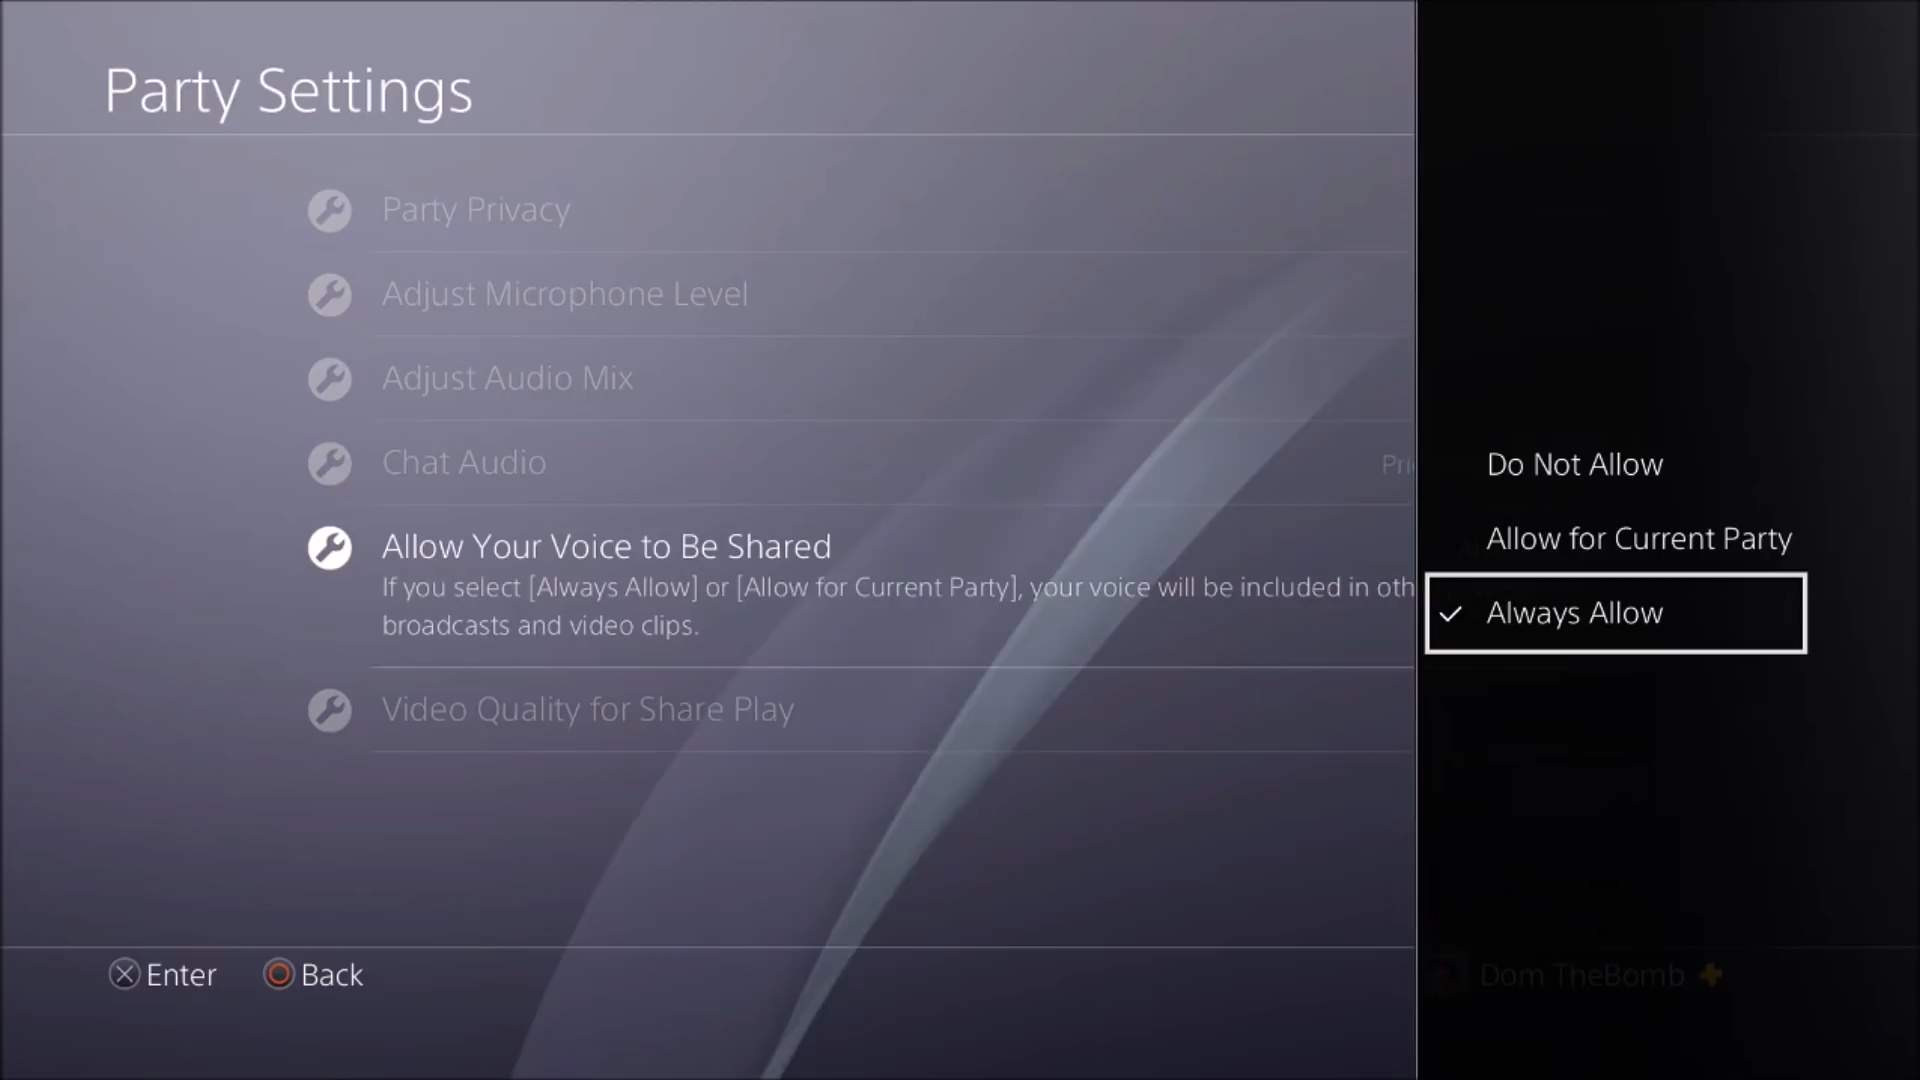 Party Settings
Party Privacy
Adjust Microphone Level
Adjust Audio Mix
Chat Audio
Pri
Allow Your Voice to Be Shared
If you select [Always Allow] or [Allow for Current Party], your voice will be included in oth
broadcasts and video clips.
Video Quality for Share Play
Do Not Allow
Allow for Current Party
Always Allow
Enter
Back
Dom TheBomb